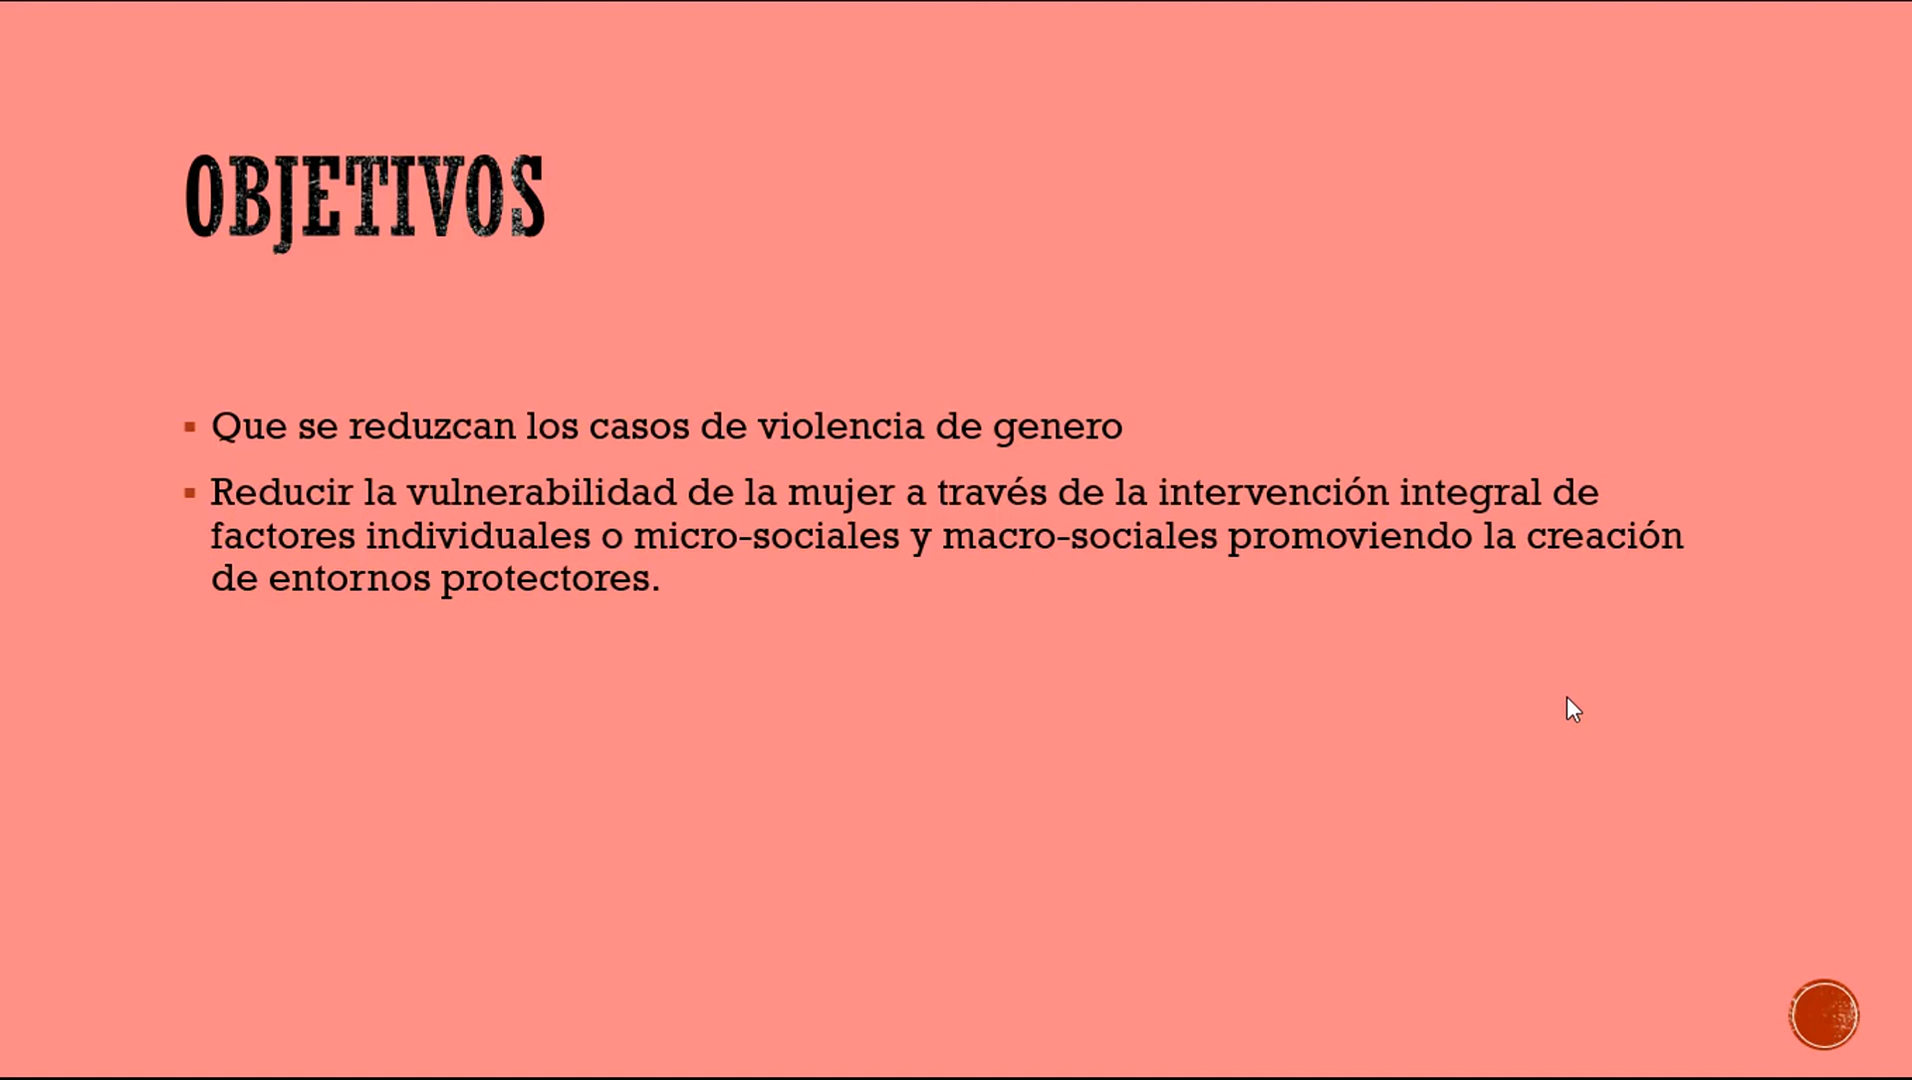 OBJETIVOS
▪ Que se reduzcan los casos de violencia de genero
▪ Reducir la vulnerabilidad de la mujer a través de la intervención integral de
factores individuales o micro-sociales y macro-sociales promoviendo la creación
de entornos protectores.